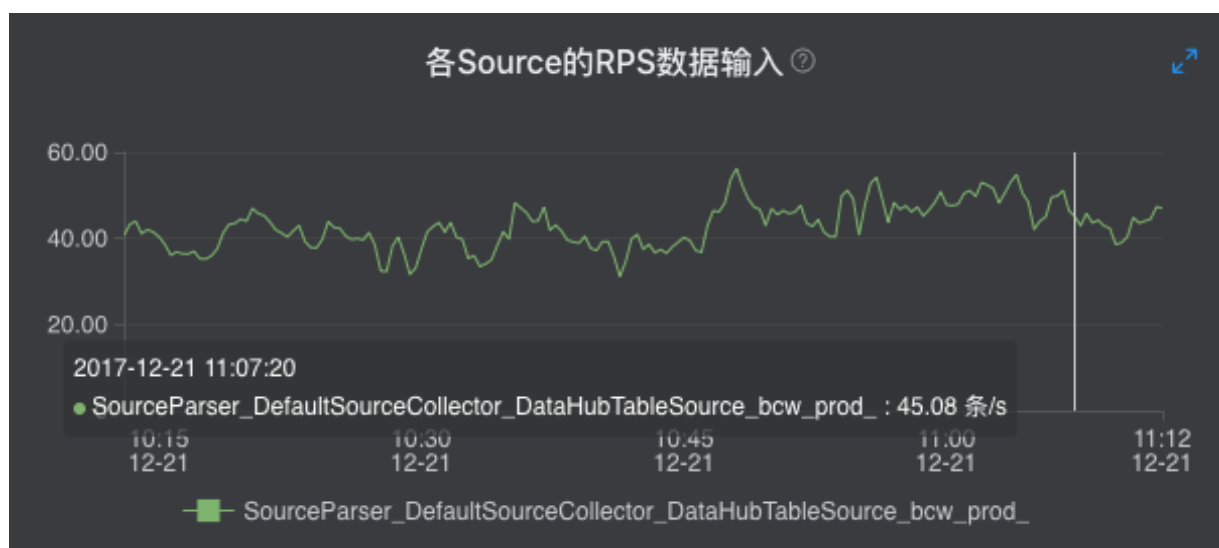 各Source的RPS数据输入?
60.00
40.00
20.00
2017-12-21 11:07:20
SourceParser_DefaultSourceCollector_DataHubTableSource_bcw_prod_ : 45.08 条/s
10:15 10:30 10:45 11:00 11:12
12-21 12-21 12-21 12-21 12-21
SourceParser_DefaultSourceCollector_DataHubTableSource_bcw_prod_